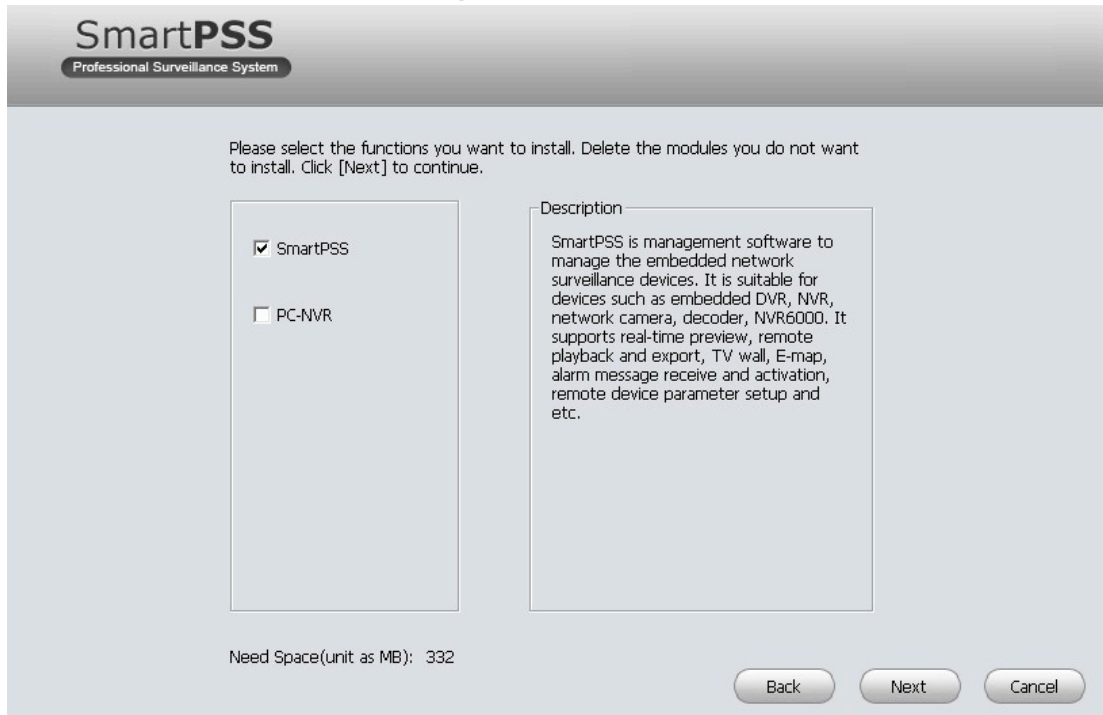 SmartPSS
Professional Surveillance System
Please select the functions you want to install. Delete the modules you do not want
to install. Click [Next] to continue.
SmartPSS
PC-NVR
Description
SmartPSS is management software to
manage the embedded network
surveillance devices. It is suitable for
devices such as embedded DVR, NVR,
network camera, decoder, NVR6000. It
supports real-time preview, remote
playback and export, TV wall, E-map,
alarm message receive and activation,
remote device parameter setup and
etc.
Need Space(unit as MB): 332
Back Next Cancel